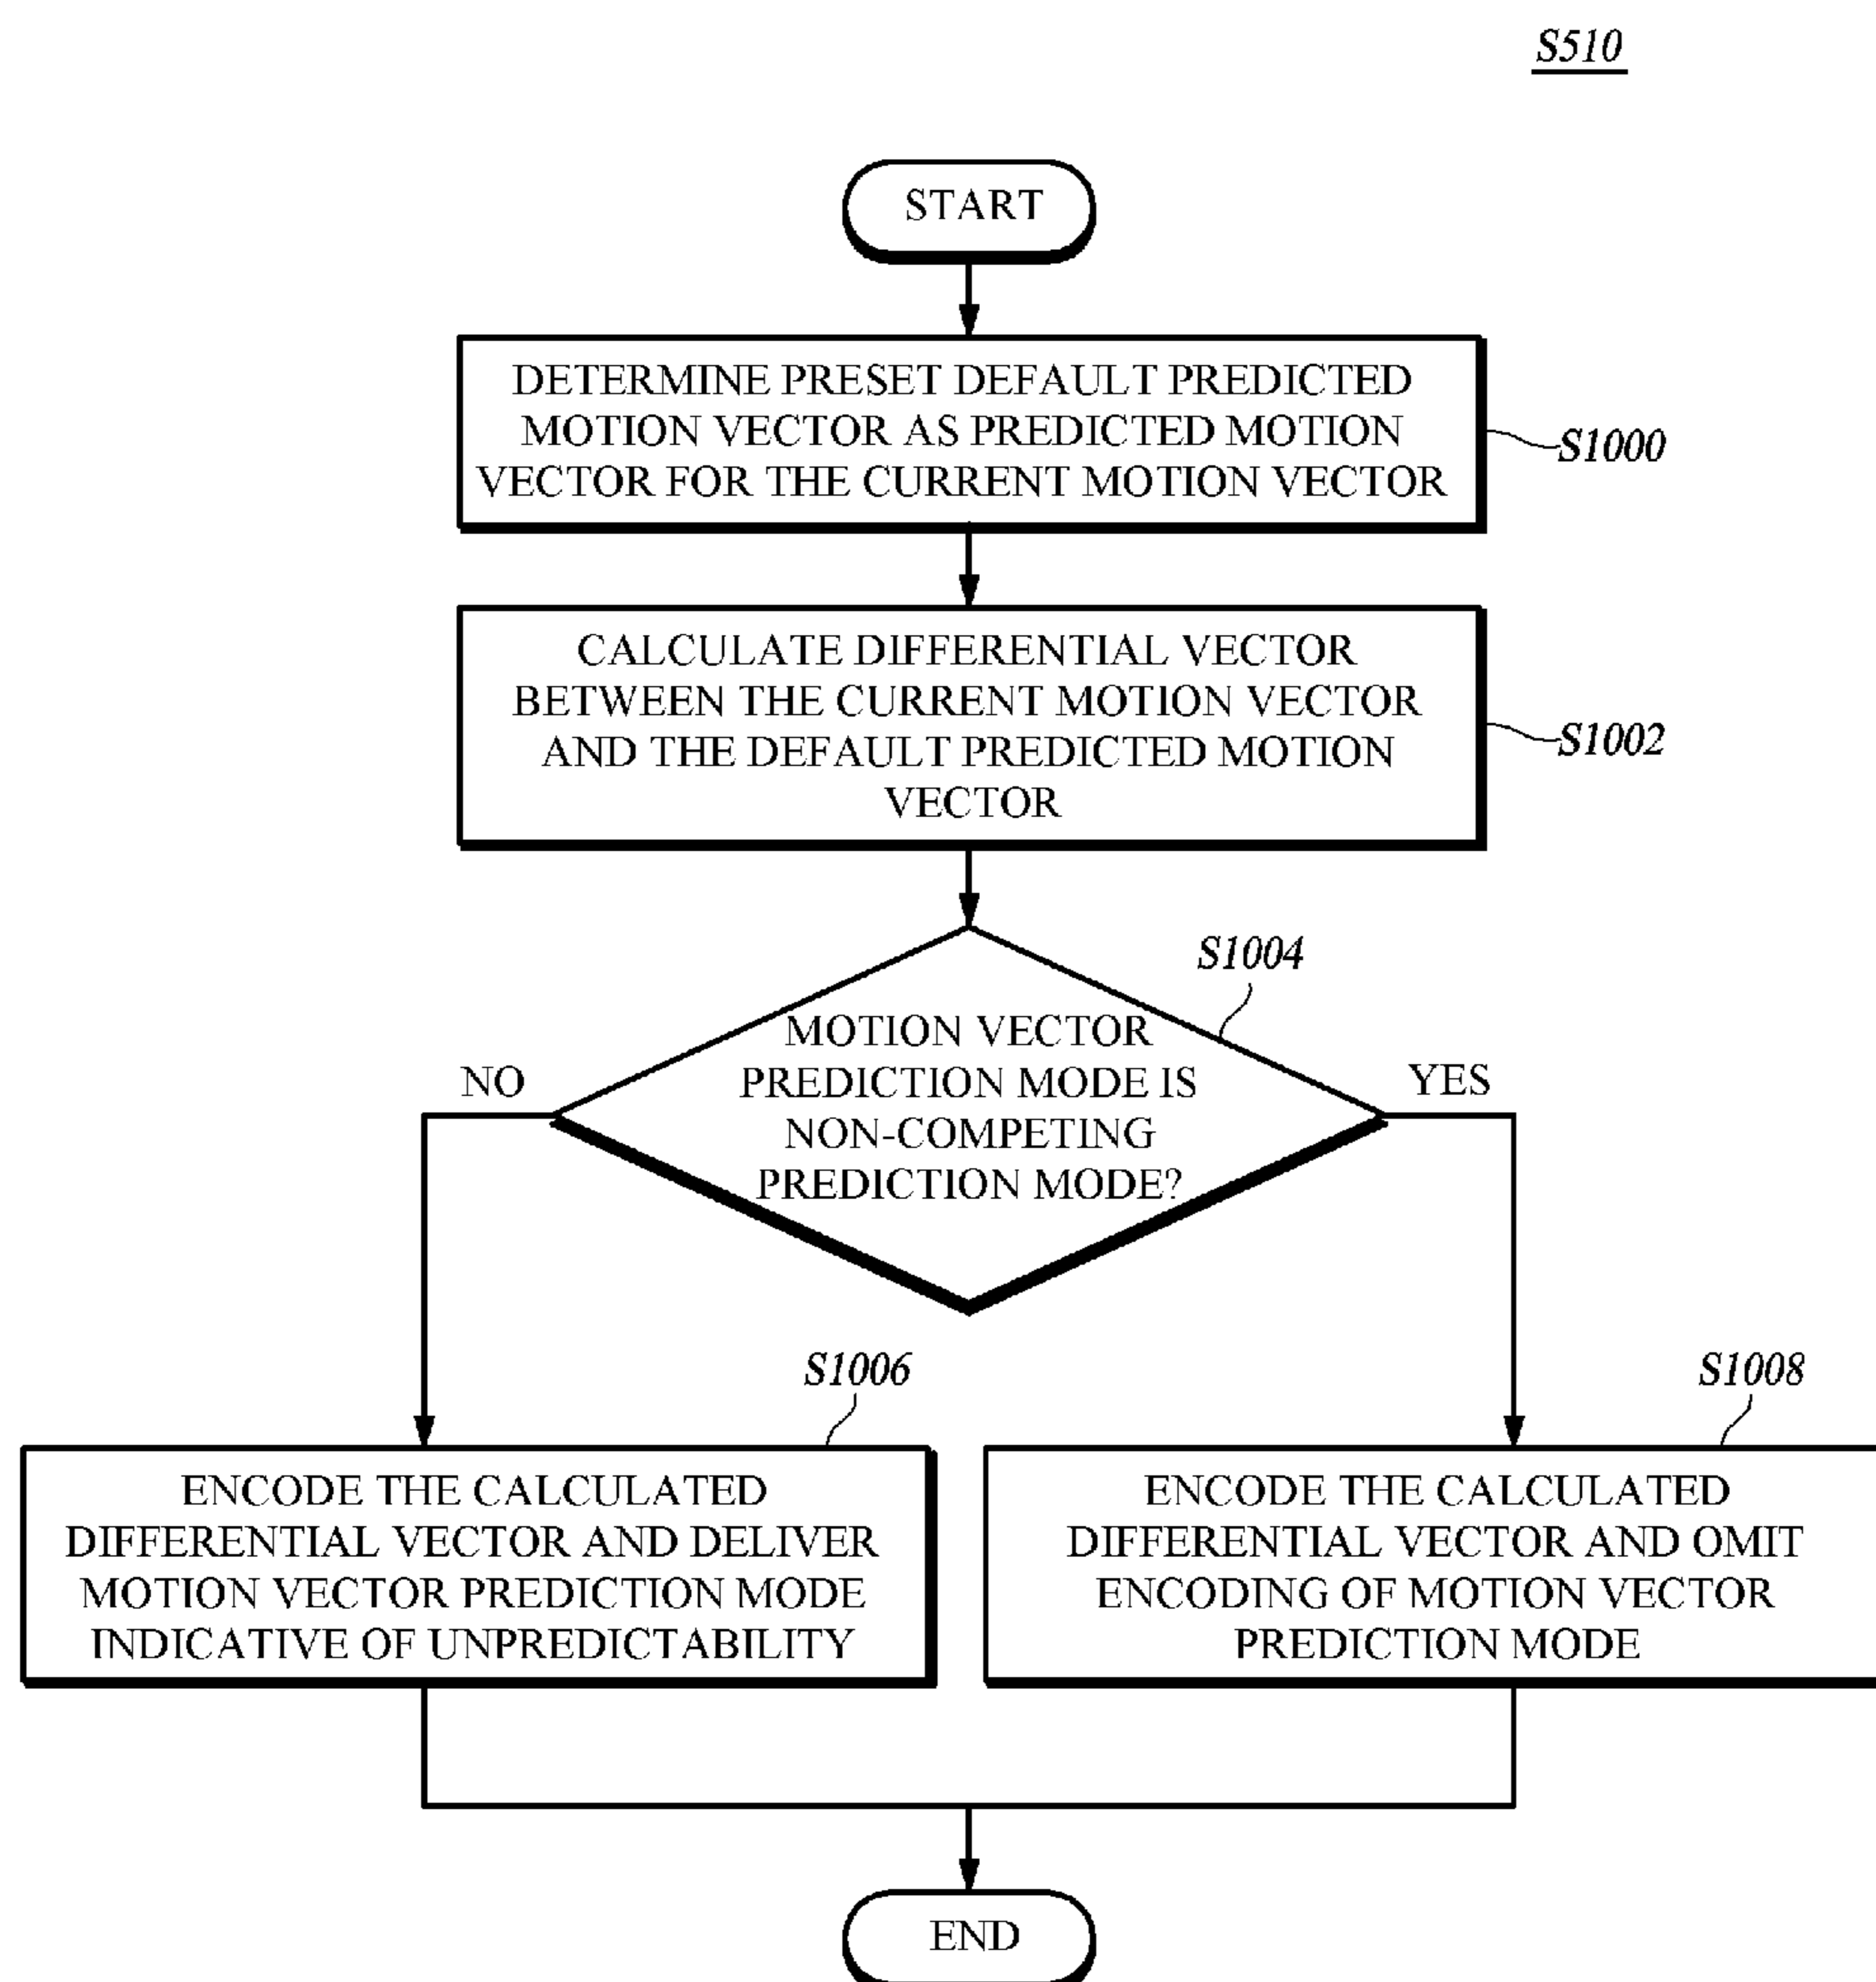 S510
START
DETERMINE PRESET DEFAULT PREDICTED
MOTION VECTOR AS PREDICTED MOTION
VECTOR FOR THE CURRENT MOTION VECTOR
S1000
CALCULATE DIFFERENTIAL VECTOR
BETWEEN THE CURRENT MOTION VECTOR
AND THE DEFAULT PREDICTED MOTION
VECTOR
S1002
S1004
MOTION VECTOR
PREDICTION MODE IS
NON-COMPETING
PREDICTION MODE?
NO
YES
S1006
ENCODE THE CALCULATED
DIFFERENTIAL VECTOR AND DELIVER
MOTION VECTOR PREDICTION MODE
INDICATIVE OF UNPREDICTABILITY
S1008
ENCODE THE CALCULATED
DIFFERENTIAL VECTOR AND OMIT
ENCODING OF MOTION VECTOR
PREDICTION MODE
END